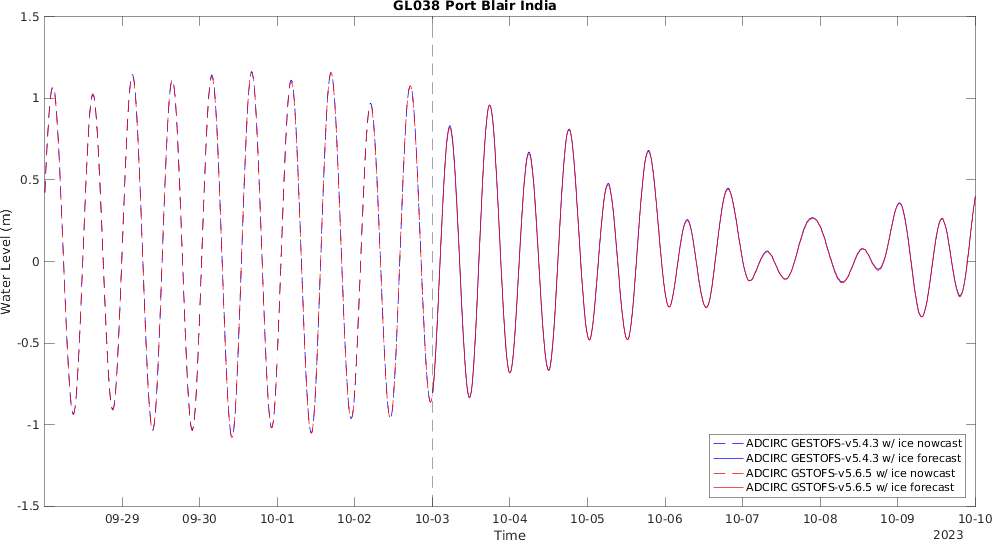 GL038 Port Blair India
1.5
1
0.5
0
-0.5
-1
-1.5
Water Level (m)
09-29 09-30 10-01 10-02 10-03 10-04 10-05 10-06 10-07 10-08 10-09 10-10
Time
2023
ADCIRC GESTOFS-v5.4.3 w/ ice nowcast
ADCIRC GESTOFS-v5.4.3 w/ ice forecast
ADCIRC GSTOFS-v5.6.5 w/ ice nowcast
ADCIRC GSTOFS-v5.6.5 w/ ice forecast